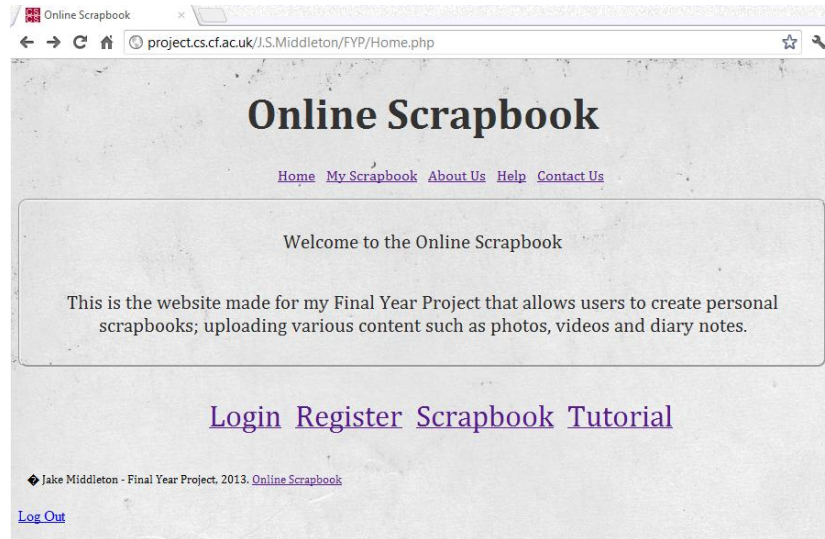 Online Scrapbook
project.cs.cf.ac.uk/J.S.Middleton/FYP/Home.php
Online Scrapbook
Home My Scrapbook About Us Help Contact Us
Welcome to the Online Scrapbook
This is the website made for my Final Year Project that allows users to create personal
scrapbooks; uploading various content such as photos, videos and diary notes.
Login Register Scrapbook Tutorial
� Jake Middleton - Final Year Project, 2013. Online Scrapbook
Log Out